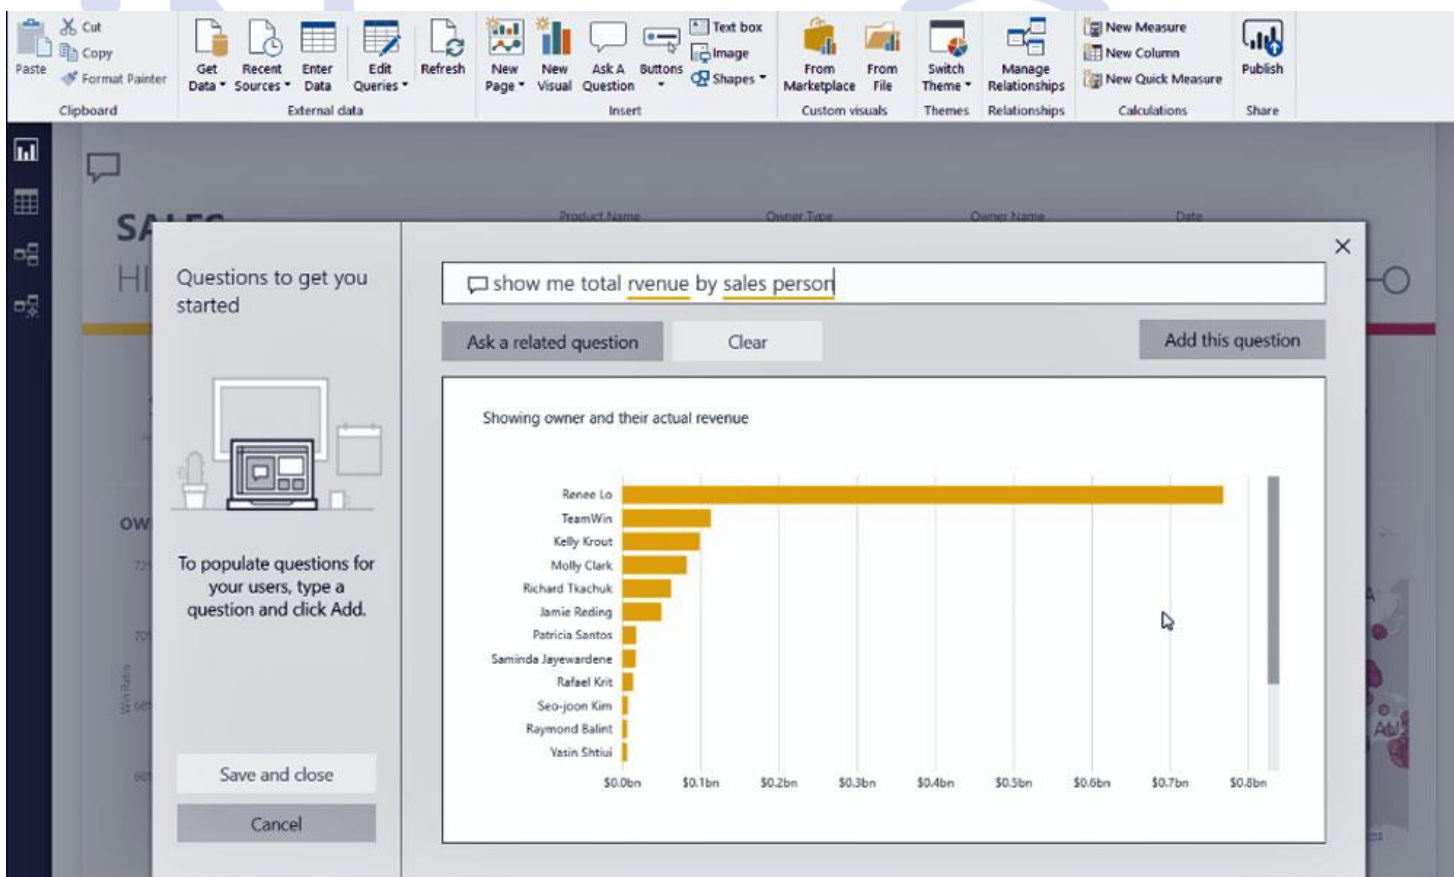 Cut
Copy
Format Painter
Paste
Clipboard
Get Data
Recent Sources
Enter Data
Edit Queries
Refresh
External data
New Page
New Visual
Ask A Question
Buttons
Text box
Image
Shapes
Insert
From Marketplace
From File
Custom visuals
Switch Theme
Themes
Manage Relationships
Relationships
New Measure
New Column
New Quick Measure
Calculations
Publish
Share
Product Name
Owner Type
Owner Name
Date
SALES
HI
Questions to get you
started
show me total rvenue by sales person
Ask a related question
Clear
Add this question
Showing owner and their actual revenue
Renee Lo
TeamWin
Kelly Krout
Molly Clark
Richard Tkachuk
Jamie Reding
Patricia Santos
Saminda Jayewardene
Rafael Krit
Seo-joon Kim
Raymond Balint
Yasin Shtiui
$0.0bn $0.1bn $0.2bn $0.3bn $0.4bn $0.5bn $0.6bn $0.7bn $0.8bn
To populate questions for
your users, type a
question and click Add.
OW
Win Ratio
Save and close
Cancel